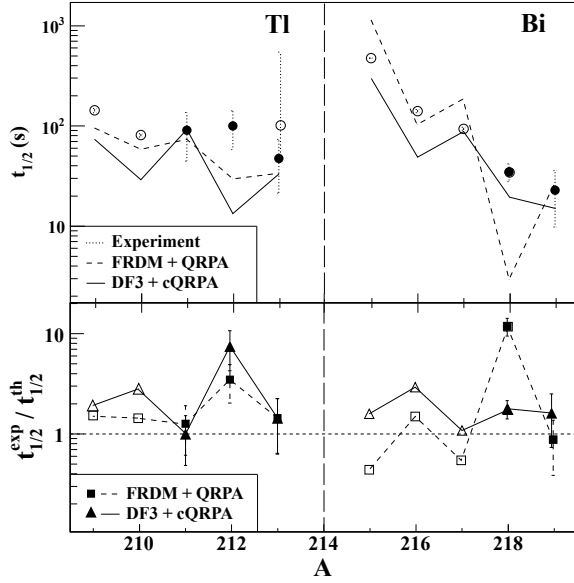 Tl
Bi
10³
10²
10
t₁/₂ (s)
Experiment
FRDM + QRPA
DF3 + cQRPA
10
1
t₁/₂ᵉˣᵖ / t₁/₂ᵗʰ
FRDM + QRPA
DF3 + cQRPA
210 212 214 216 218
A